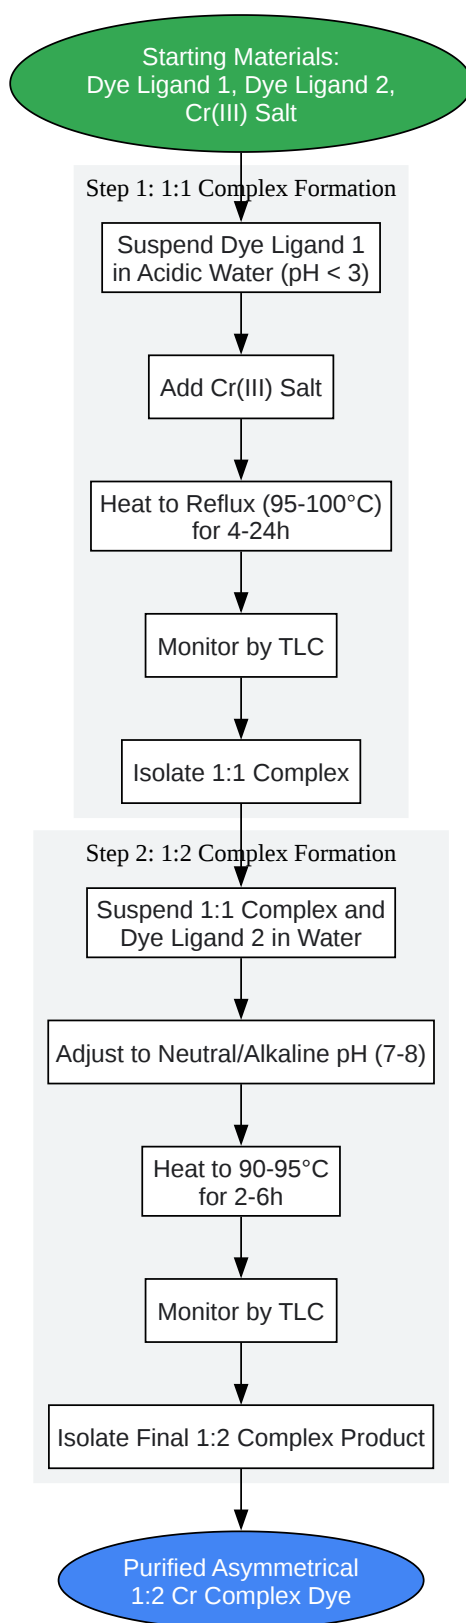 Starting Materials:
Dye Ligand 1, Dye Ligand 2,
Cr(III) Salt
Step 1: 1:1 Complex Formation
Suspend Dye Ligand 1
in Acidic Water (pH < 3)
Add Cr(III) Salt
Heat to Reflux (95-100°C)
for 4-24h
Monitor by TLC
Isolate 1:1 Complex
Step 2: 1:2 Complex Formation
Suspend 1:1 Complex and
Dye Ligand 2 in Water
Adjust to Neutral/Alkaline pH (7-8)
Heat to 90-95°C
for 2-6h
Monitor by TLC
Isolate Final 1:2 Complex Product
Purified Asymmetrical
1:2 Cr Complex Dye